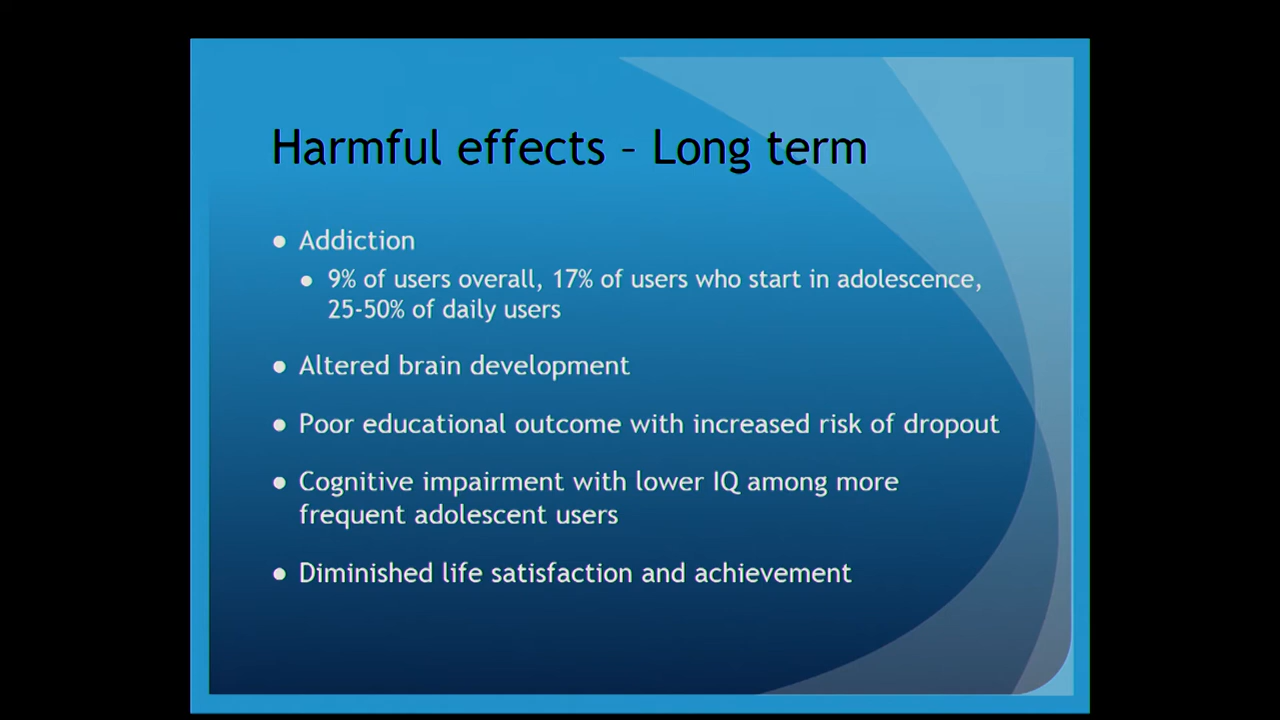 Harmful effects – Long term
● Addiction
● 9% of users overall, 17% of users who start in adolescence,
25-50% of daily users
● Altered brain development
● Poor educational outcome with increased risk of dropout
● Cognitive impairment with lower IQ among more
frequent adolescent users
● Diminished life satisfaction and achievement